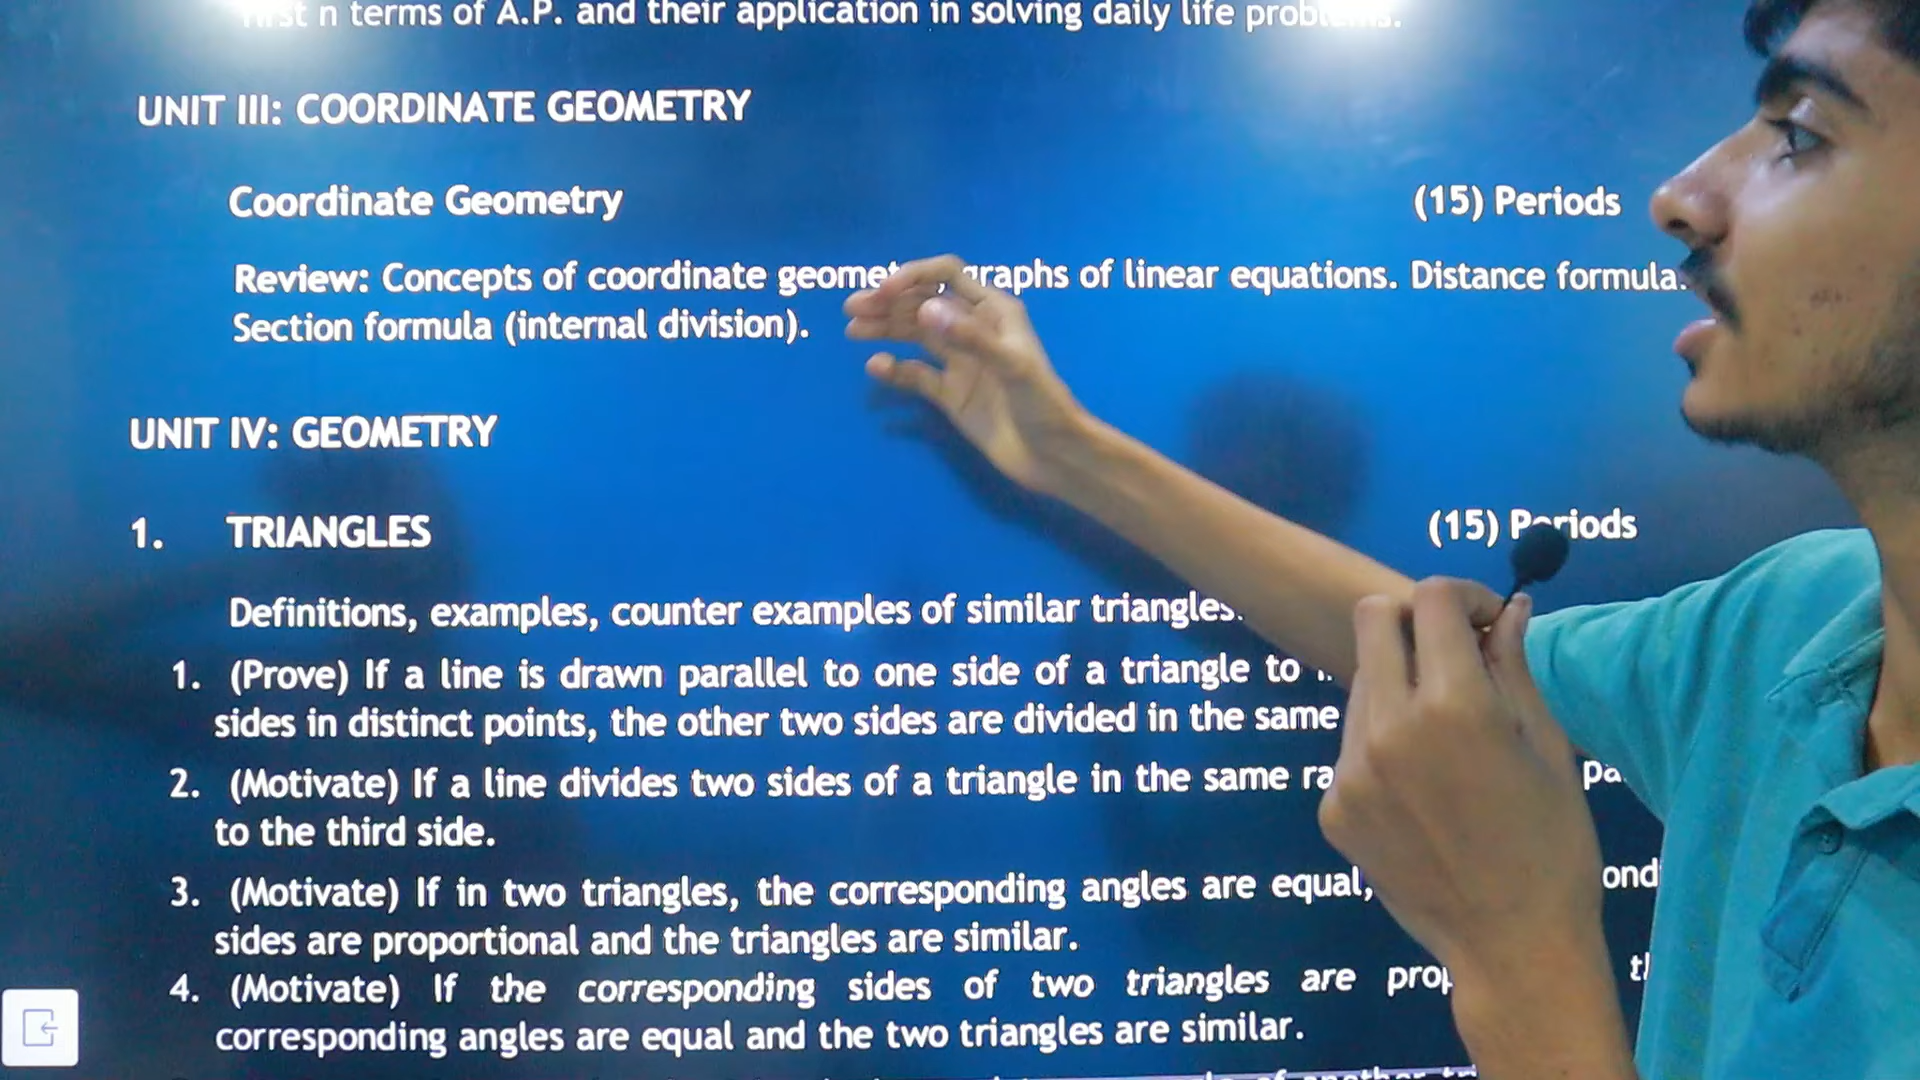 First n terms of A.P. and their application in solving daily life problems.
UNIT III: COORDINATE GEOMETRY
Coordinate Geometry (15) Periods
Review: Concepts of coordinate graphs of linear equations. Distance formula.
Section formula (internal division).
UNIT IV: GEOMETRY
1. TRIANGLES (15) Periods
Definitions, examples, counter examples of similar triangles.
1. (Prove) If a line is drawn parallel to one side of a triangle to
sides in distinct points, the other two sides are divided in the same
2. (Motivate) If a line divides two sides of a triangle in the same
to the third side.
3. (Motivate) If in two triangles, the corresponding angles are equal,
sides are proportional and the triangles are similar.
4. (Motivate) If the corresponding sides of two triangles are
corresponding angles are equal and the two triangles are similar.